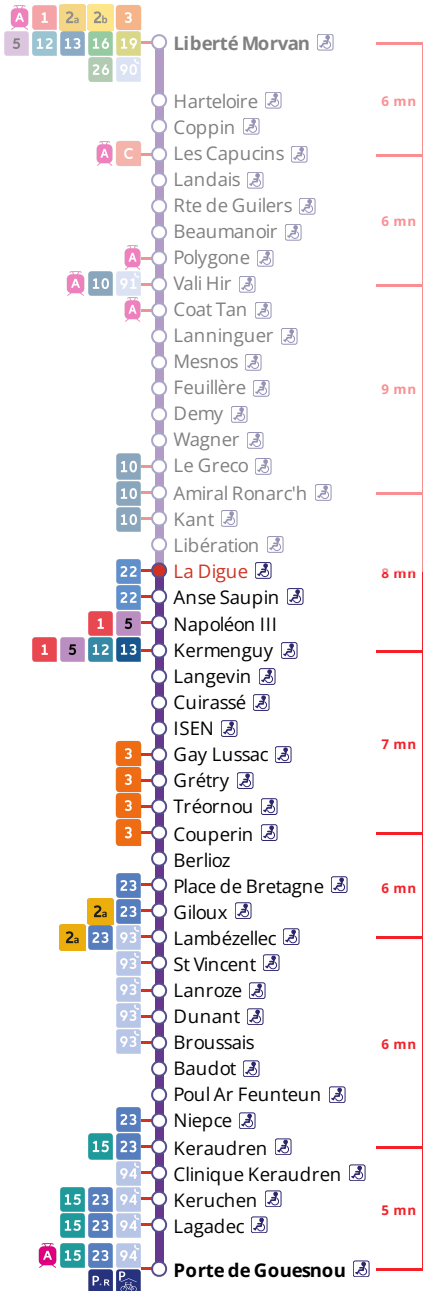 A 1 2a 2b 3
5 12 13 16 19 Liberté Morvan
26 90
Harteloire 6 mn
Coppin
A C Les Capucins
Landais
Rte de Guilers 6 mn
Beaumanoir
A Polygone
A 10 91 Vali Hir
A Coat Tan
Lanninguer
Mesnos
Feuillère 9 mn
Demy
Wagner
10 Le Greco
10 Amiral Ronarc'h
10 Kant
Libération
22 La Digue 8 mn
22 Anse Saupin
1 5 Napoléon III
1 5 12 13 Kermenguy
Langevin
Cuirassé
ISEN
3 Gay Lussac 7 mn
3 Grétry
3 Tréornou
3 Couperin
Berlioz
23 Place de Bretagne 6 mn
2a 23 Giloux
2a 23 93 Lambézellec
93 St Vincent
93 Lanroze
93 Dunant
93 Broussais 6 mn
Baudot
Poul Ar Feunteun
23 Niepce
15 23 Keraudren
94 Clinique Keraudren
15 23 94 Keruchen 5 mn
15 23 94 Lagadec
A 15 23 94
P.R P Porte de Gouesnou